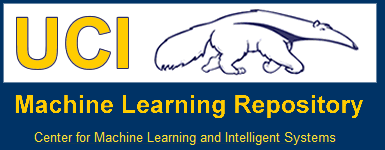 UCI
Machine Learning Repository
Center for Machine Learning and Intelligent Systems